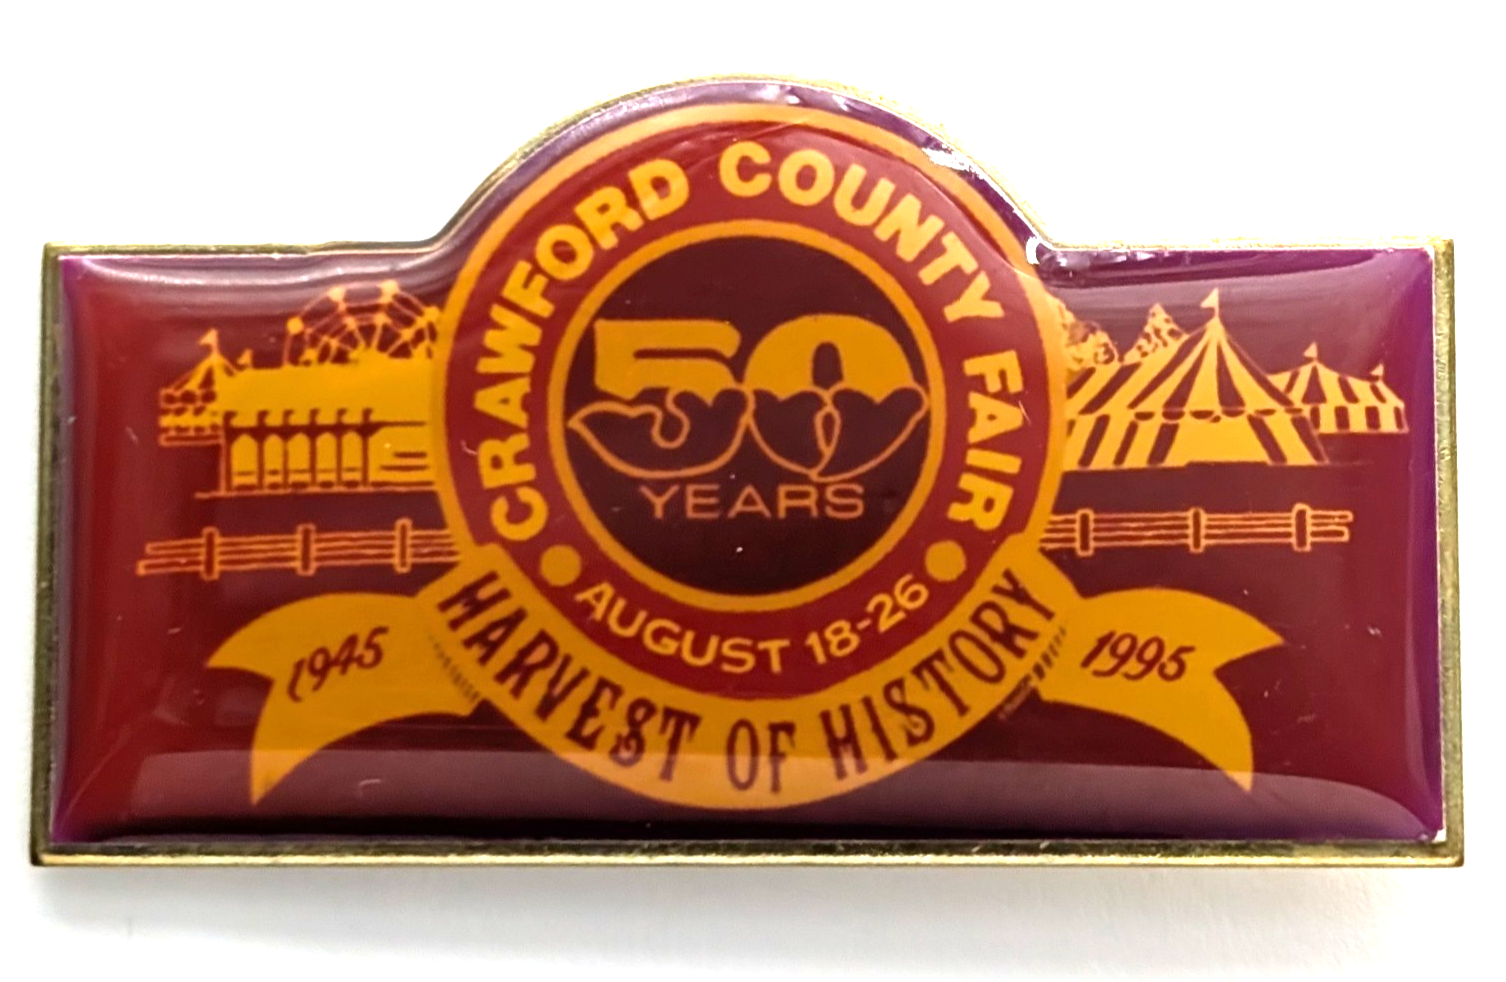 CRAWFORD COUNTY FAIR
50
YEARS
AUGUST 18-26
HARVEST OF HISTORY
1945
1995